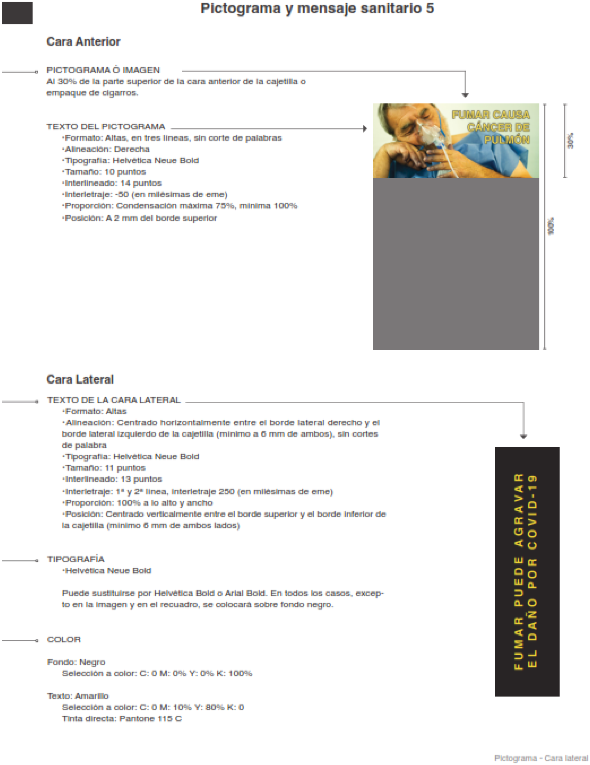 Pictograma y mensaje sanitario 5
Cara Anterior
PICTOGRAMA Ó IMAGEN
Al 30% de la parte superior de la cara anterior de la cajetilla o
empaque de cigarros.
TEXTO DEL PICTOGRAMA
•Formato: Altas, en tres líneas, sin corte de palabras
•Alineación: Derecha
•Tipografía: Helvética Neue Bold
•Tamaño: 10 puntos
•Interlineado: 14 puntos
•Interletraje: -50 (en milésimas de eme)
•Proporción: Condensación máxima 75%, mínima 100%
•Posición: A 2 mm del borde superior
FUMAR CAUSA
CÁNCER DE
PULMÓN
30%
100%
Cara Lateral
TEXTO DE LA CARA LATERAL
•Formato: Altas
•Alineación: Centrado horizontalmente entre el borde lateral derecho y el
borde lateral izquierdo de la cajetilla (mínimo a 6 mm de ambos), sin cortes
de palabra
•Tipografía: Helvética Neue Bold
•Tamaño: 11 puntos
•Interlineado: 13 puntos
•Interletraje: 1ª y 2ª línea, interletraje 250 (en milésimas de eme)
•Proporción: 100% a lo alto y ancho
•Posición: Centrado verticalmente entre el borde superior y el borde inferior de
la cajetilla (mínimo 6 mm de ambos lados)
FUMAR PUEDE AGRAVAR
EL DAÑO POR COVID-19
TIPOGRAFÍA
•Helvética Neue Bold
Puede sustituirse por Helvética Bold o Arial Bold. En todos los casos, excep-
to en la imagen y en el recuadro, se colocará sobre fondo negro.
COLOR
Fondo: Negro
Selección a color: C: 0 M: 0% Y: 0% K: 100%
Texto: Amarillo
Selección a color: C: 0 M: 10% Y: 80% K: 0
Tinta directa: Pantone 115 C
Pictograma - Cara lateral